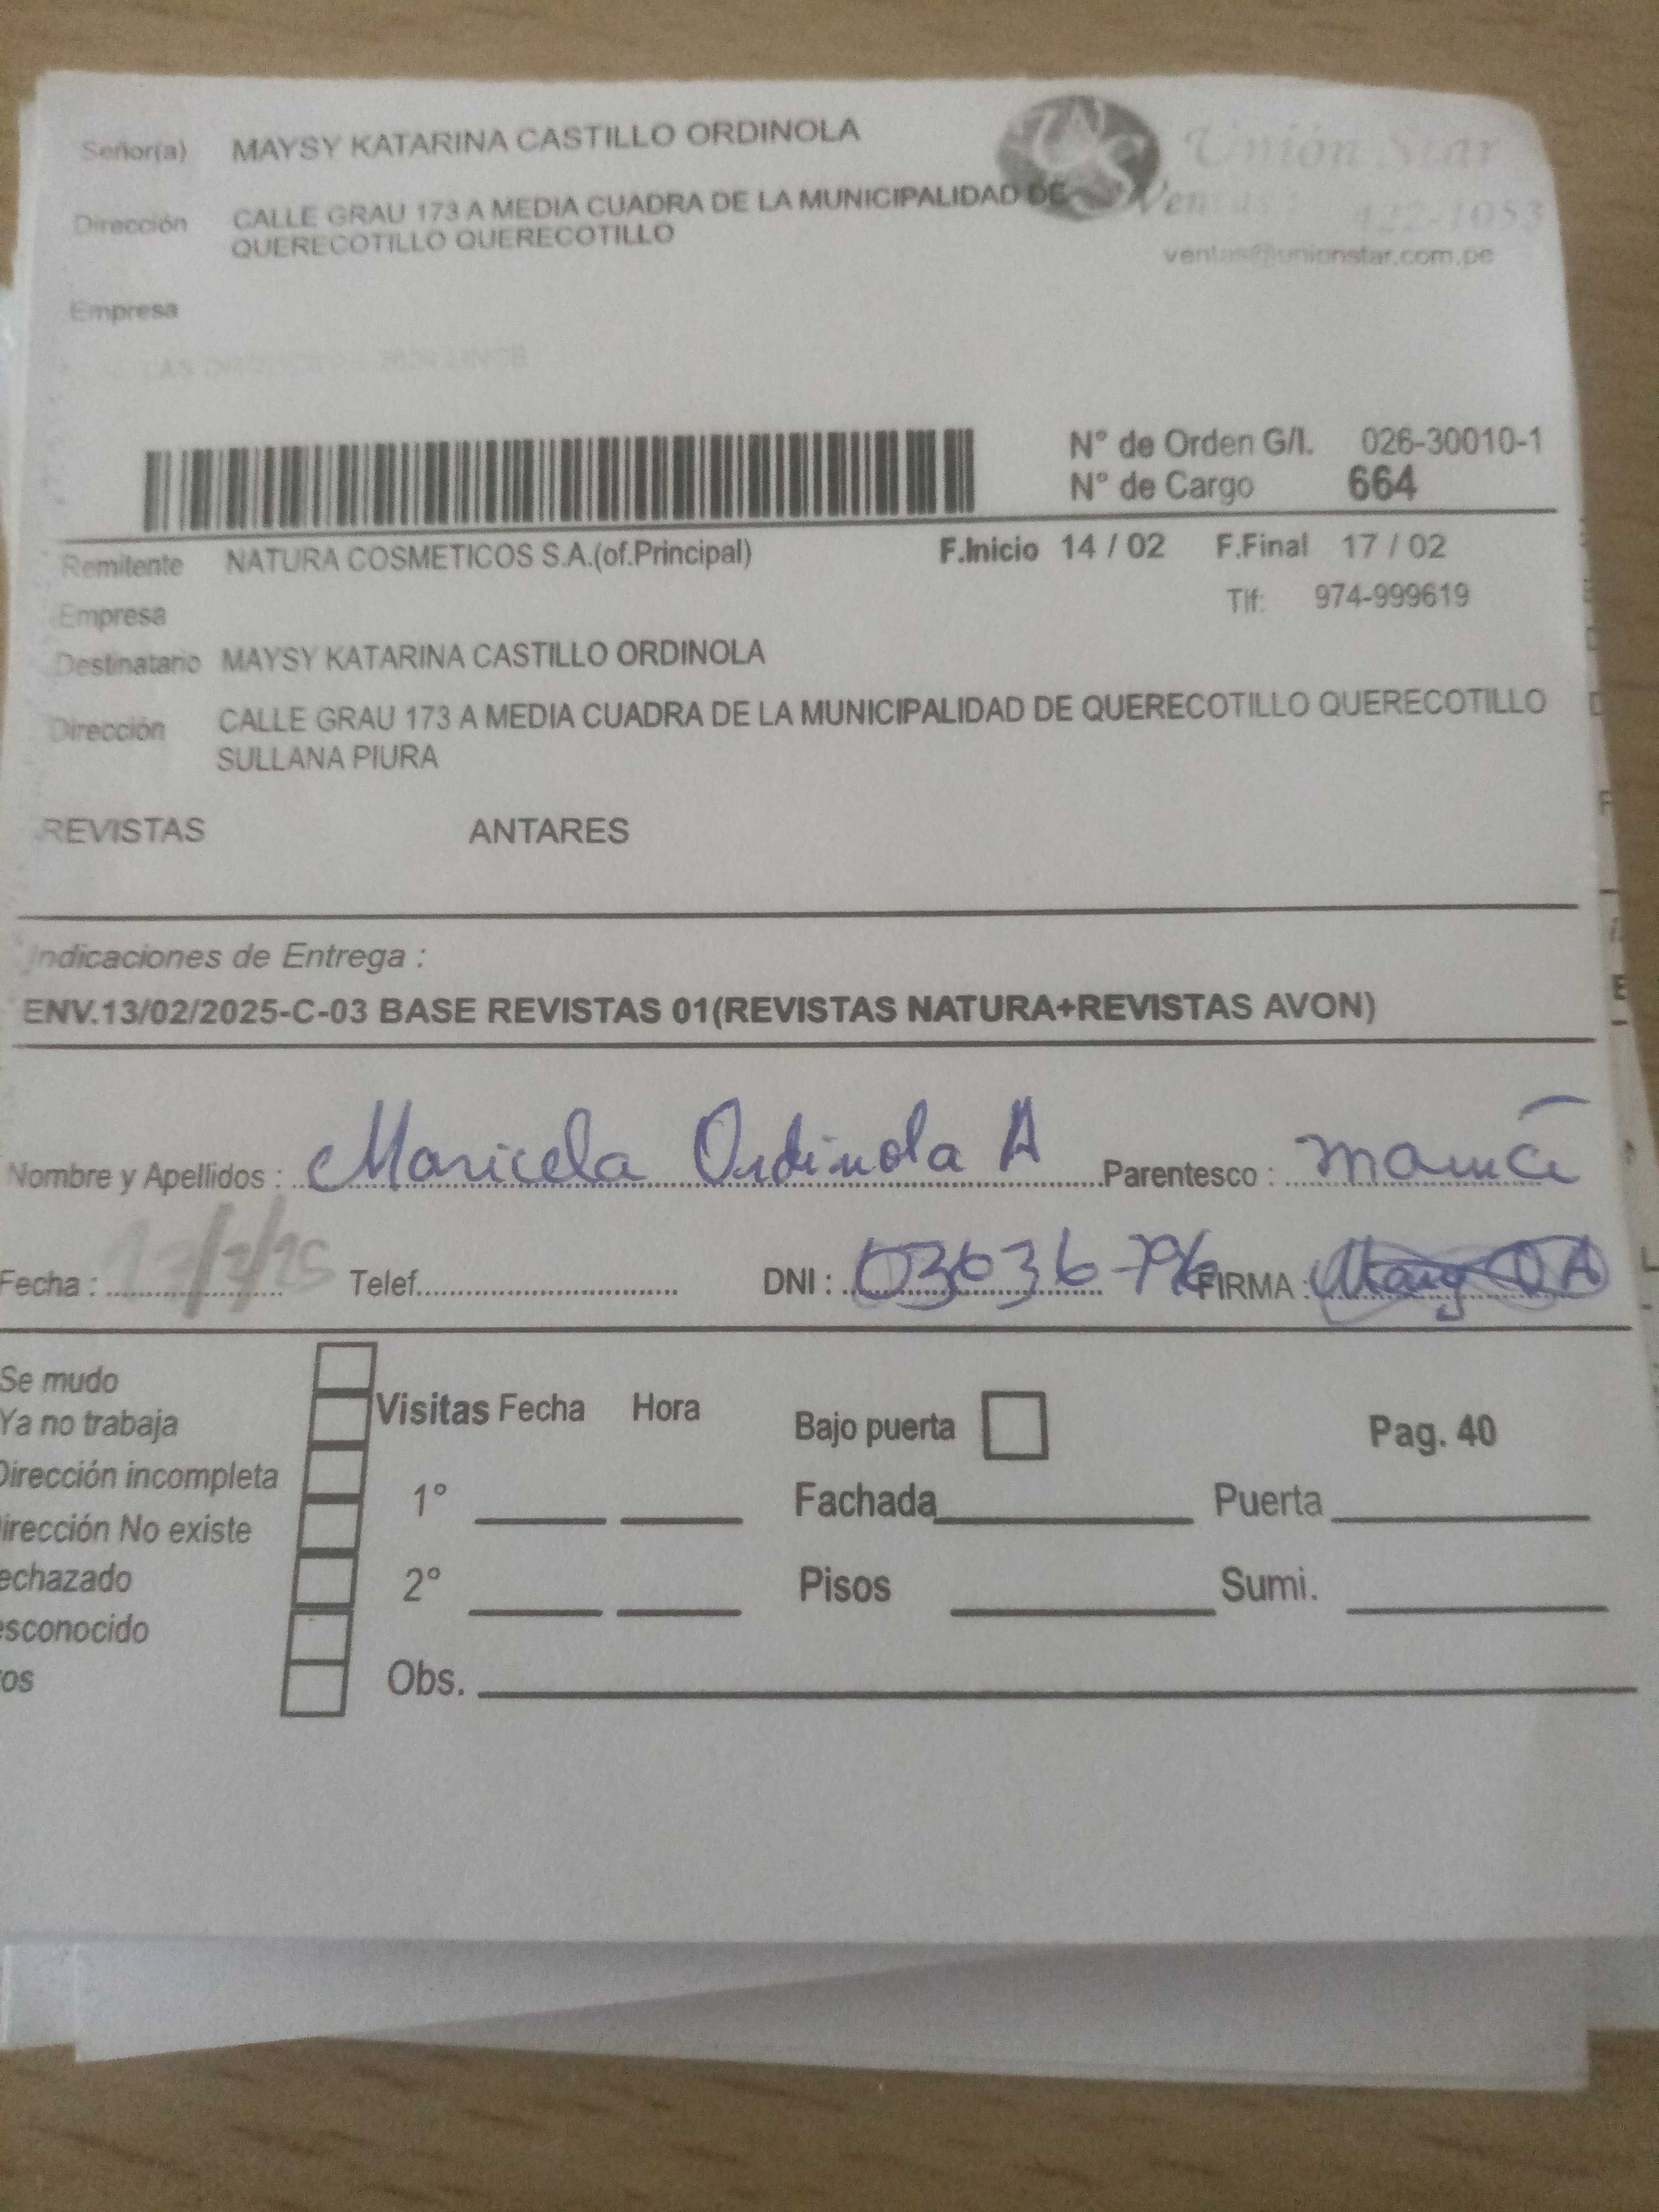 Señor(a) MAYSY KATARINA CASTILLO ORDINOLA
Unión Star
Dirección CALLE GRAU 173 A MEDIA CUADRA DE LA MUNICIPALIDAD DE
Ventas: 422-1053
QUERECOTILLO QUERECOTILLO
ventas@unionstar.com.pe
Empresa
N° de Orden G/I. 026-30010-1
N° de Cargo 664
Remitente NATURA COSMETICOS S.A.(of.Principal) F.Inicio 14 / 02 F.Final 17 / 02
Empresa Tlf: 974-999619
Destinatario MAYSY KATARINA CASTILLO ORDINOLA
Dirección CALLE GRAU 173 A MEDIA CUADRA DE LA MUNICIPALIDAD DE QUERECOTILLO QUERECOTILLO
SULLANA PIURA
REVISTAS ANTARES
Indicaciones de Entrega :
ENV.13/02/2025-C-03 BASE REVISTAS 01(REVISTAS NATURA+REVISTAS AVON)
Nombre y Apellidos : Maricela Ordinola A Parentesco : mamá
Fecha : Telef. DNI : FIRMA :
Se mudo
Ya no trabaja
Visitas Fecha Hora Bajo puerta Pag. 40
Dirección incompleta
1° Fachada Puerta
irección No existe
echazado 2° Pisos Sumi.
esconocido
os Obs.